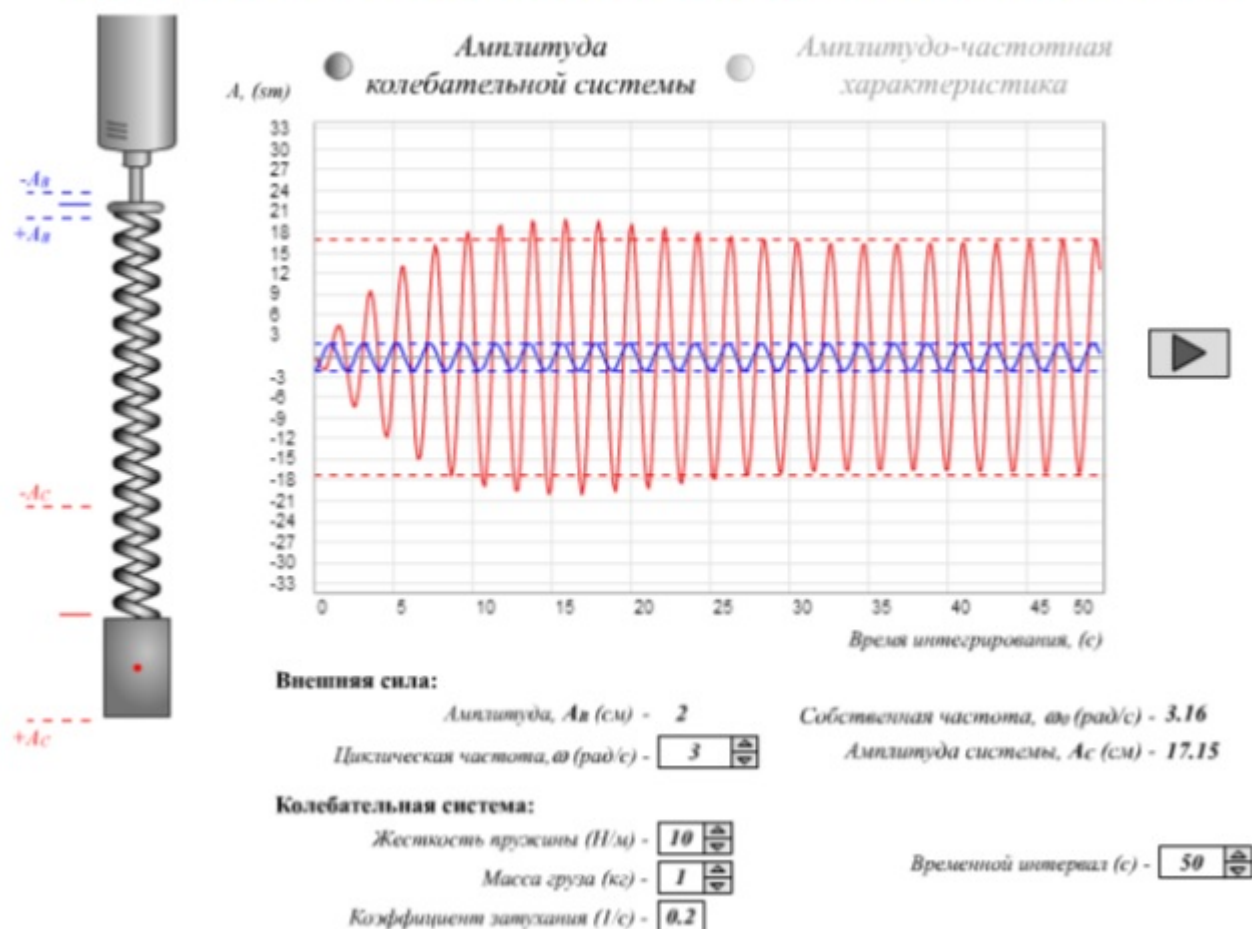 Амплитуда
колебательной системы
Амплитудо-частотная
характеристика
A, (sm)
33
30
27
24
21
18
15
12
9
6
3
-3
-6
-9
-12
-15
-18
-21
-24
-27
-30
-33
0 5 10 15 20 25 30 35 40 45 50
Время интегрирования, (с)
-AB
+AB
-AC
+AC
Внешняя сила:
Амплитуда, AB (см) - 2
Собственная частота, ω0 (рад/с) - 3.16
Циклическая частота, ω (рад/с) - 3
Амплитуда системы, AC (см) - 17.15
Колебательная система:
Жесткость пружины (Н/м) - 10
Масса груза (кг) - 1
Временной интервал (с) - 50
Коэффициент затухания (1/с) - 0.2